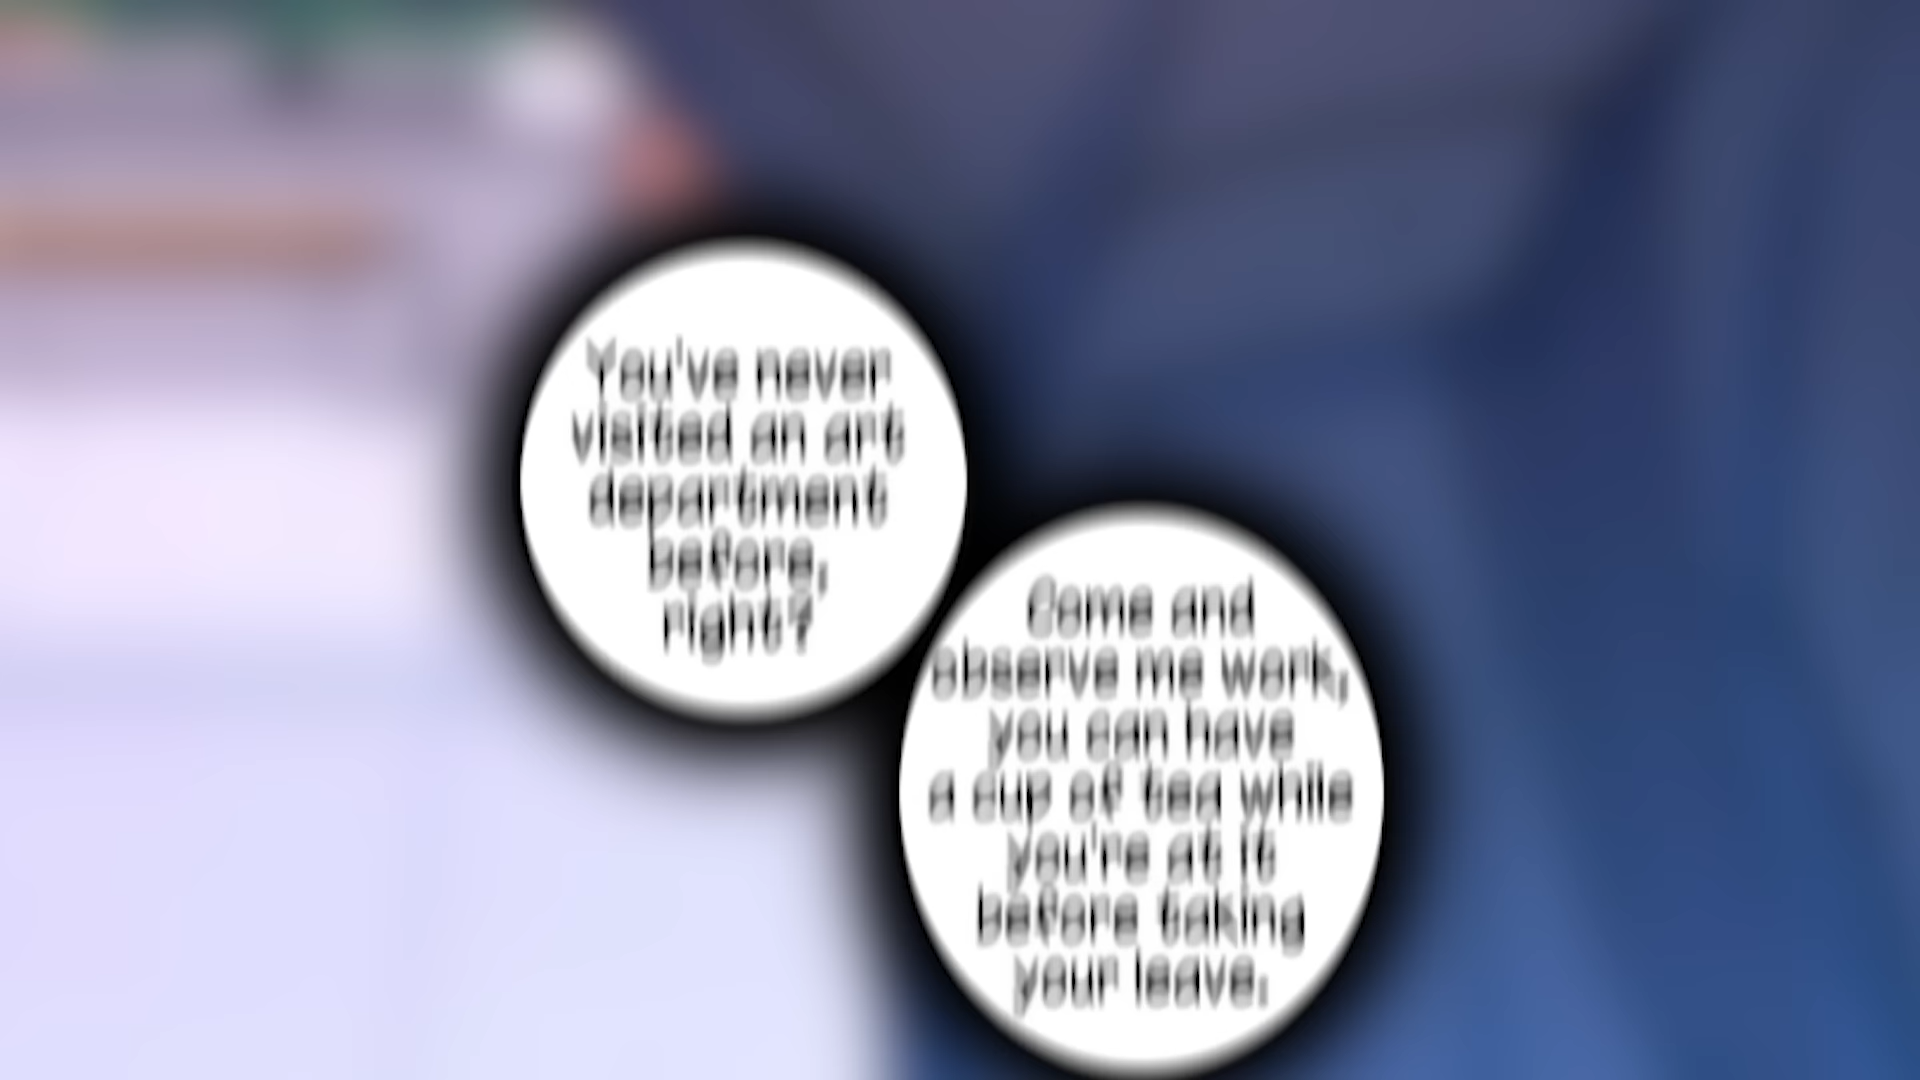 You've never
visited an art
department
before,
right?
Come and
observe me work,
you can have
a cup of tea while
you're at it
before taking
your leave.